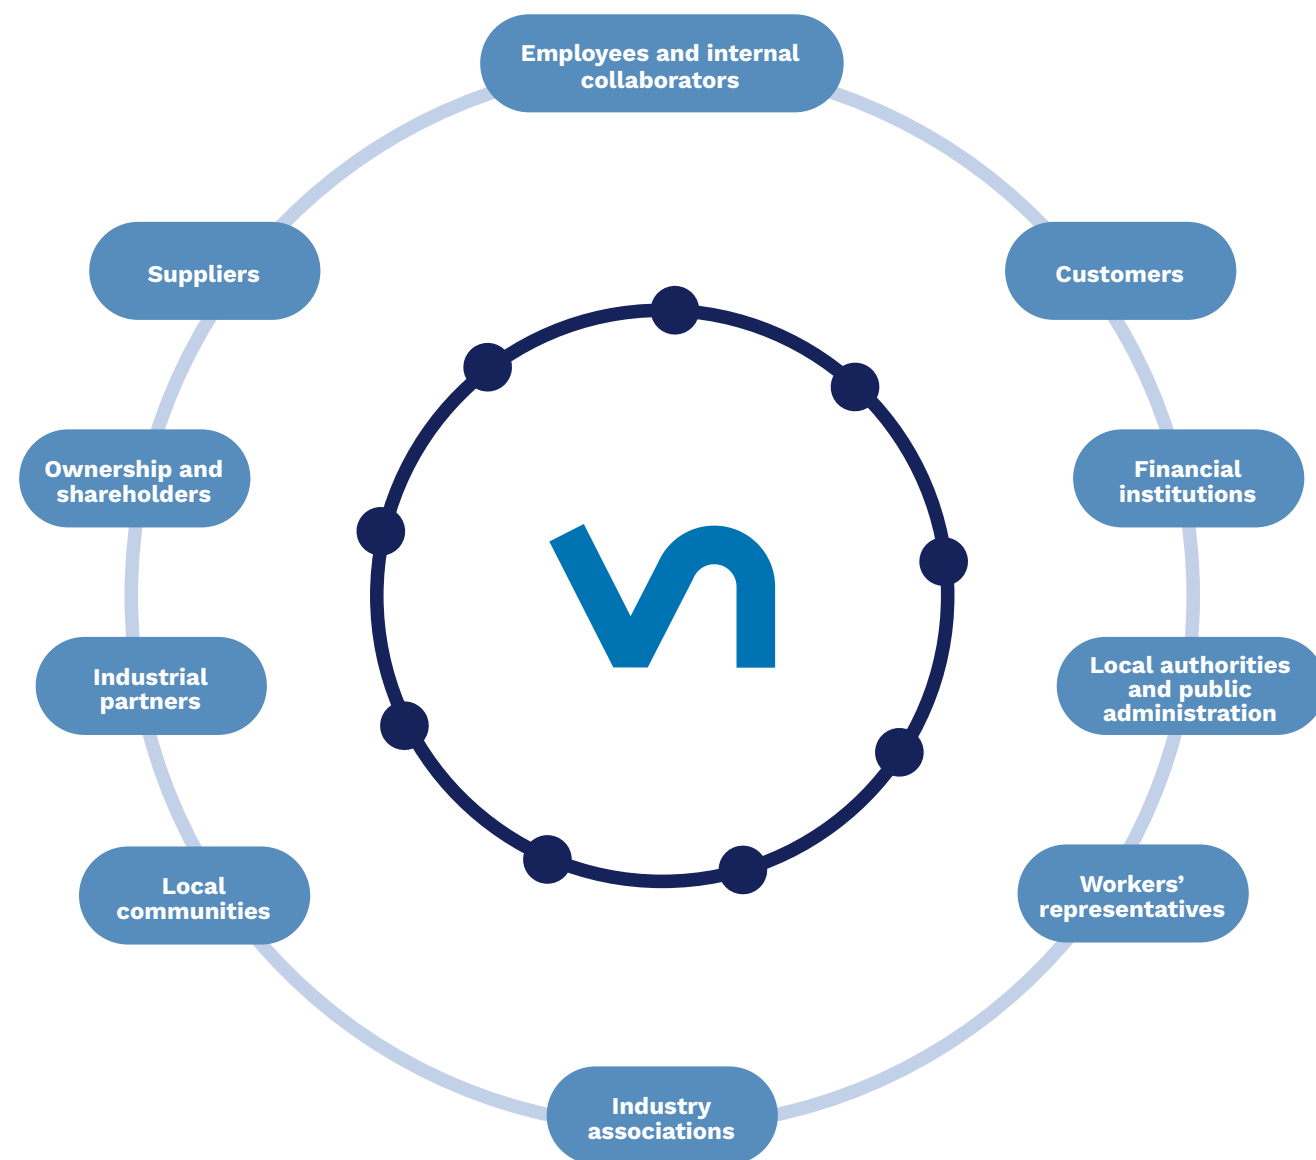 Employees and internal
collaborators
Suppliers
Customers
Ownership and
shareholders
Financial
institutions
Industrial
partners
Local authorities
and public
administration
Local
communities
Workers’
representatives
Industry
associations